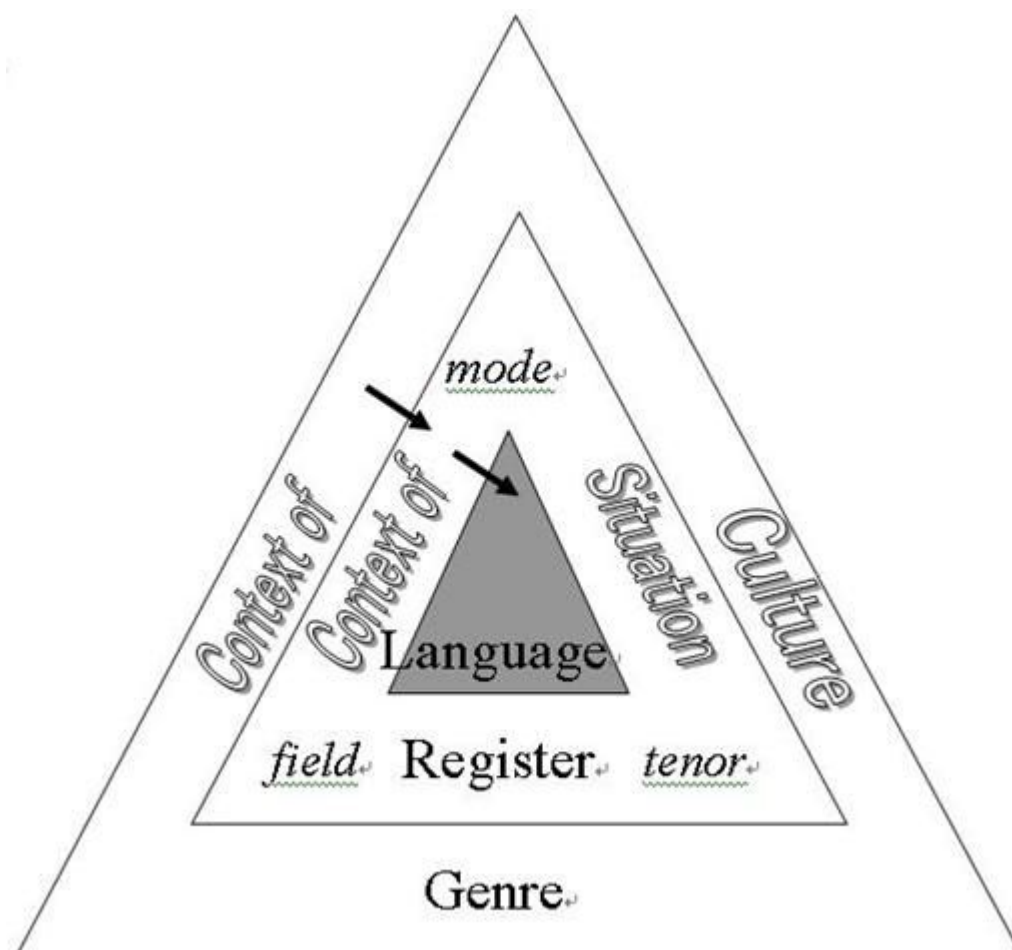 mode
Context of
Context of
Situation
Culture
Language
field Register tenor
Genre